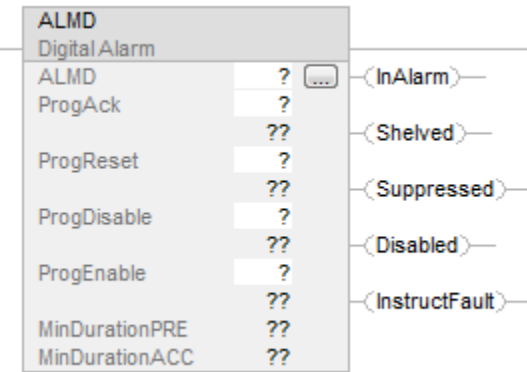 ALMD
Digital Alarm
ALMD ? ... (InAlarm)
ProgAck ?
?? (Shelved)
ProgReset ?
?? (Suppressed)
ProgDisable ?
?? (Disabled)
ProgEnable ?
?? (InstructFault)
MinDurationPRE ??
MinDurationACC ??